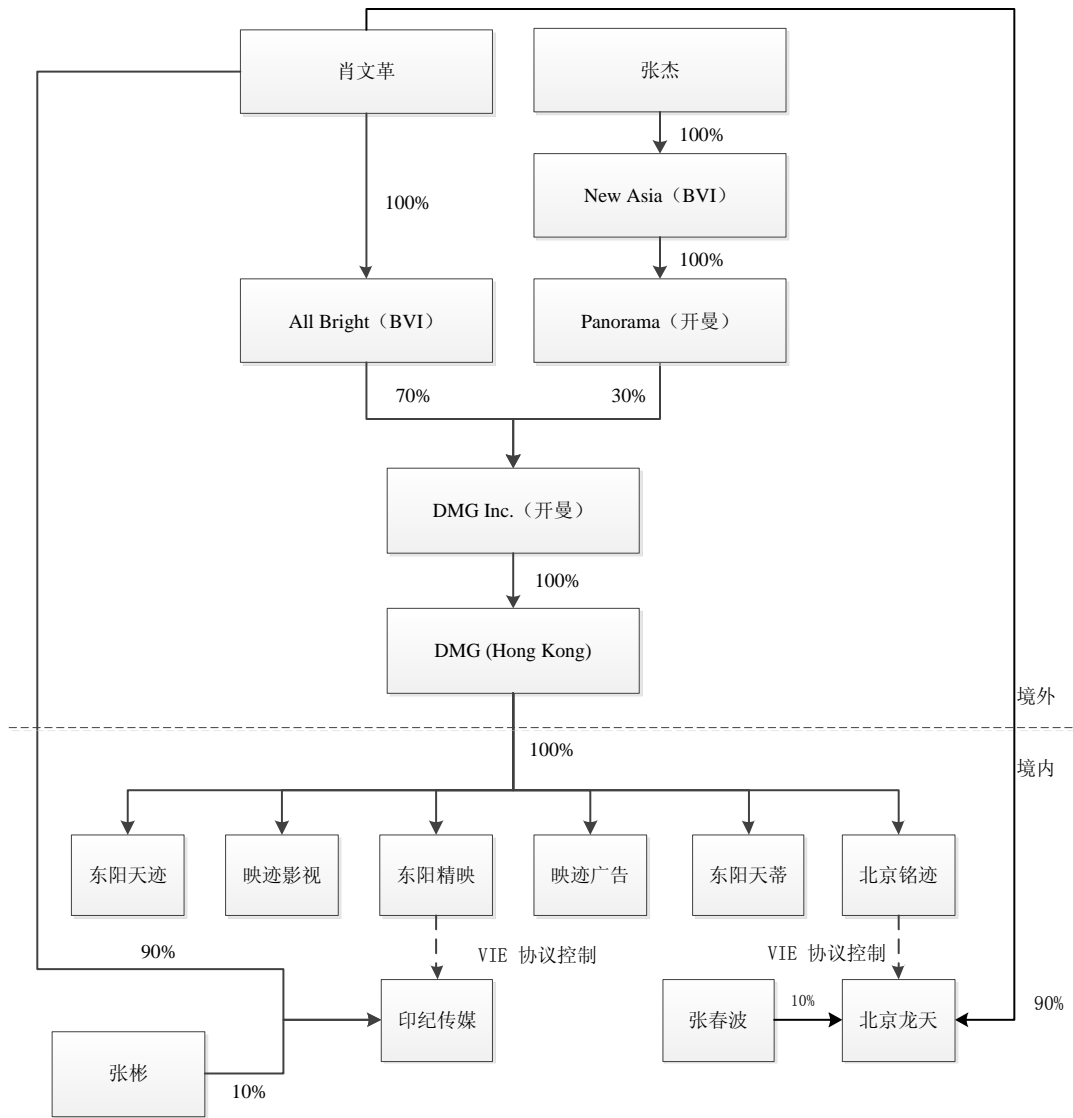 肖文革
张杰
100%
New Asia（BVI）
100%
100%
All Bright（BVI）
Panorama（开曼）
70%
30%
DMG Inc.（开曼）
100%
DMG (Hong Kong)
境外
100%
境内
东阳天迹
映迹影视
东阳精映
映迹广告
东阳天蒂
北京铭迹
90%
VIE 协议控制
VIE 协议控制
印纪传媒
张春波
10%
北京龙天
90%
张彬
10%